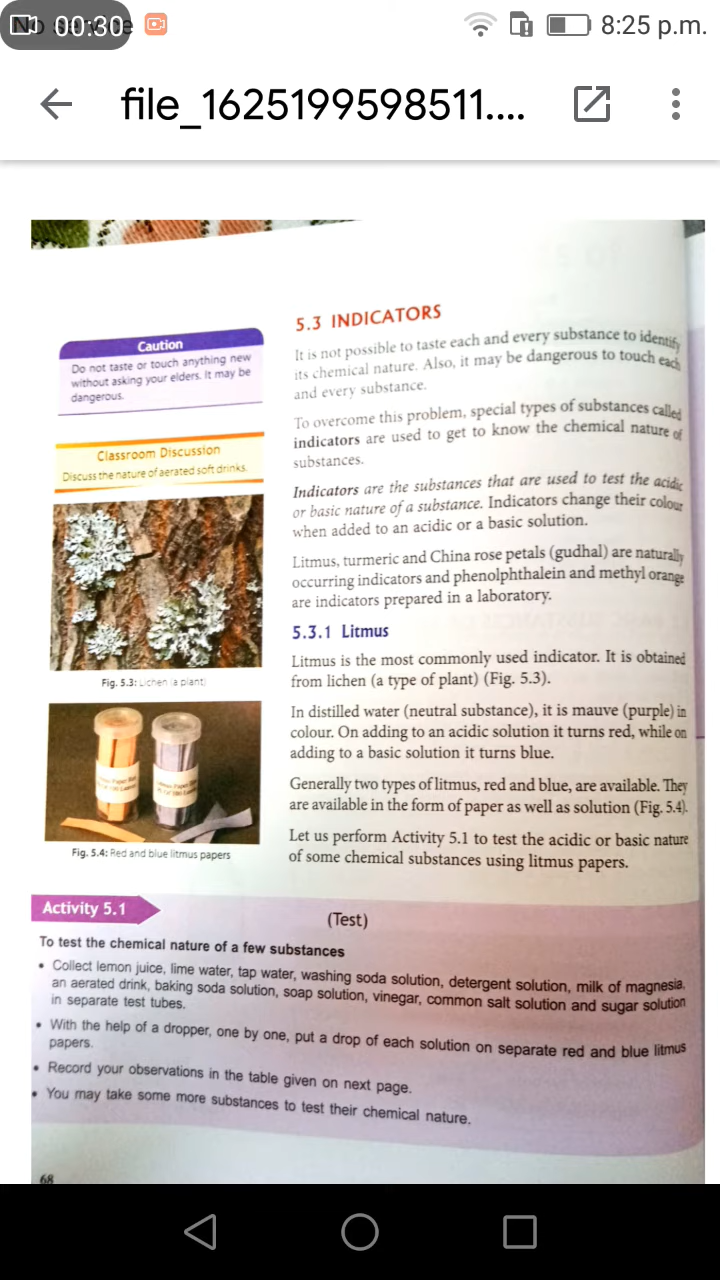 00:30
8:25 p.m.
file_1625199598511....
5.3 INDICATORS
It is not possible to taste each and every substance to identify
its chemical nature. Also, it may be dangerous to touch each
and every substance.
To overcome this problem, special types of substances called
indicators are used to get to know the chemical nature of
substances.
Indicators are the substances that are used to test the acidic
or basic nature of a substance. Indicators change their colour
when added to an acidic or a basic solution.
Litmus, turmeric and China rose petals (gudhal) are naturally
occurring indicators and phenolphthalein and methyl orange
are indicators prepared in a laboratory.
5.3.1 Litmus
Litmus is the most commonly used indicator. It is obtained
from lichen (a type of plant) (Fig. 5.3).
In distilled water (neutral substance), it is mauve (purple) in
colour. On adding to an acidic solution it turns red, while on
adding to a basic solution it turns blue.
Generally two types of litmus, red and blue, are available. They
are available in the form of paper as well as solution (Fig. 5.4).
Let us perform Activity 5.1 to test the acidic or basic nature
of some chemical substances using litmus papers.
Caution
Do not taste or touch anything new
without asking your elders. It may be
dangerous.
Classroom Discussion
Discuss the nature of aerated soft drinks.
Fig. 5.3: Lichen (a plant)
Fig. 5.4: Red and blue litmus papers
Activity 5.1
(Test)
To test the chemical nature of a few substances
• Collect lemon juice, lime water, tap water, washing soda solution, detergent solution, milk of magnesia,
an aerated drink, baking soda solution, soap solution, vinegar, common salt solution and sugar solution
in separate test tubes.
• With the help of a dropper, one by one, put a drop of each solution on separate red and blue litmus
papers.
• Record your observations in the table given on next page.
• You may take some more substances to test their chemical nature.
68